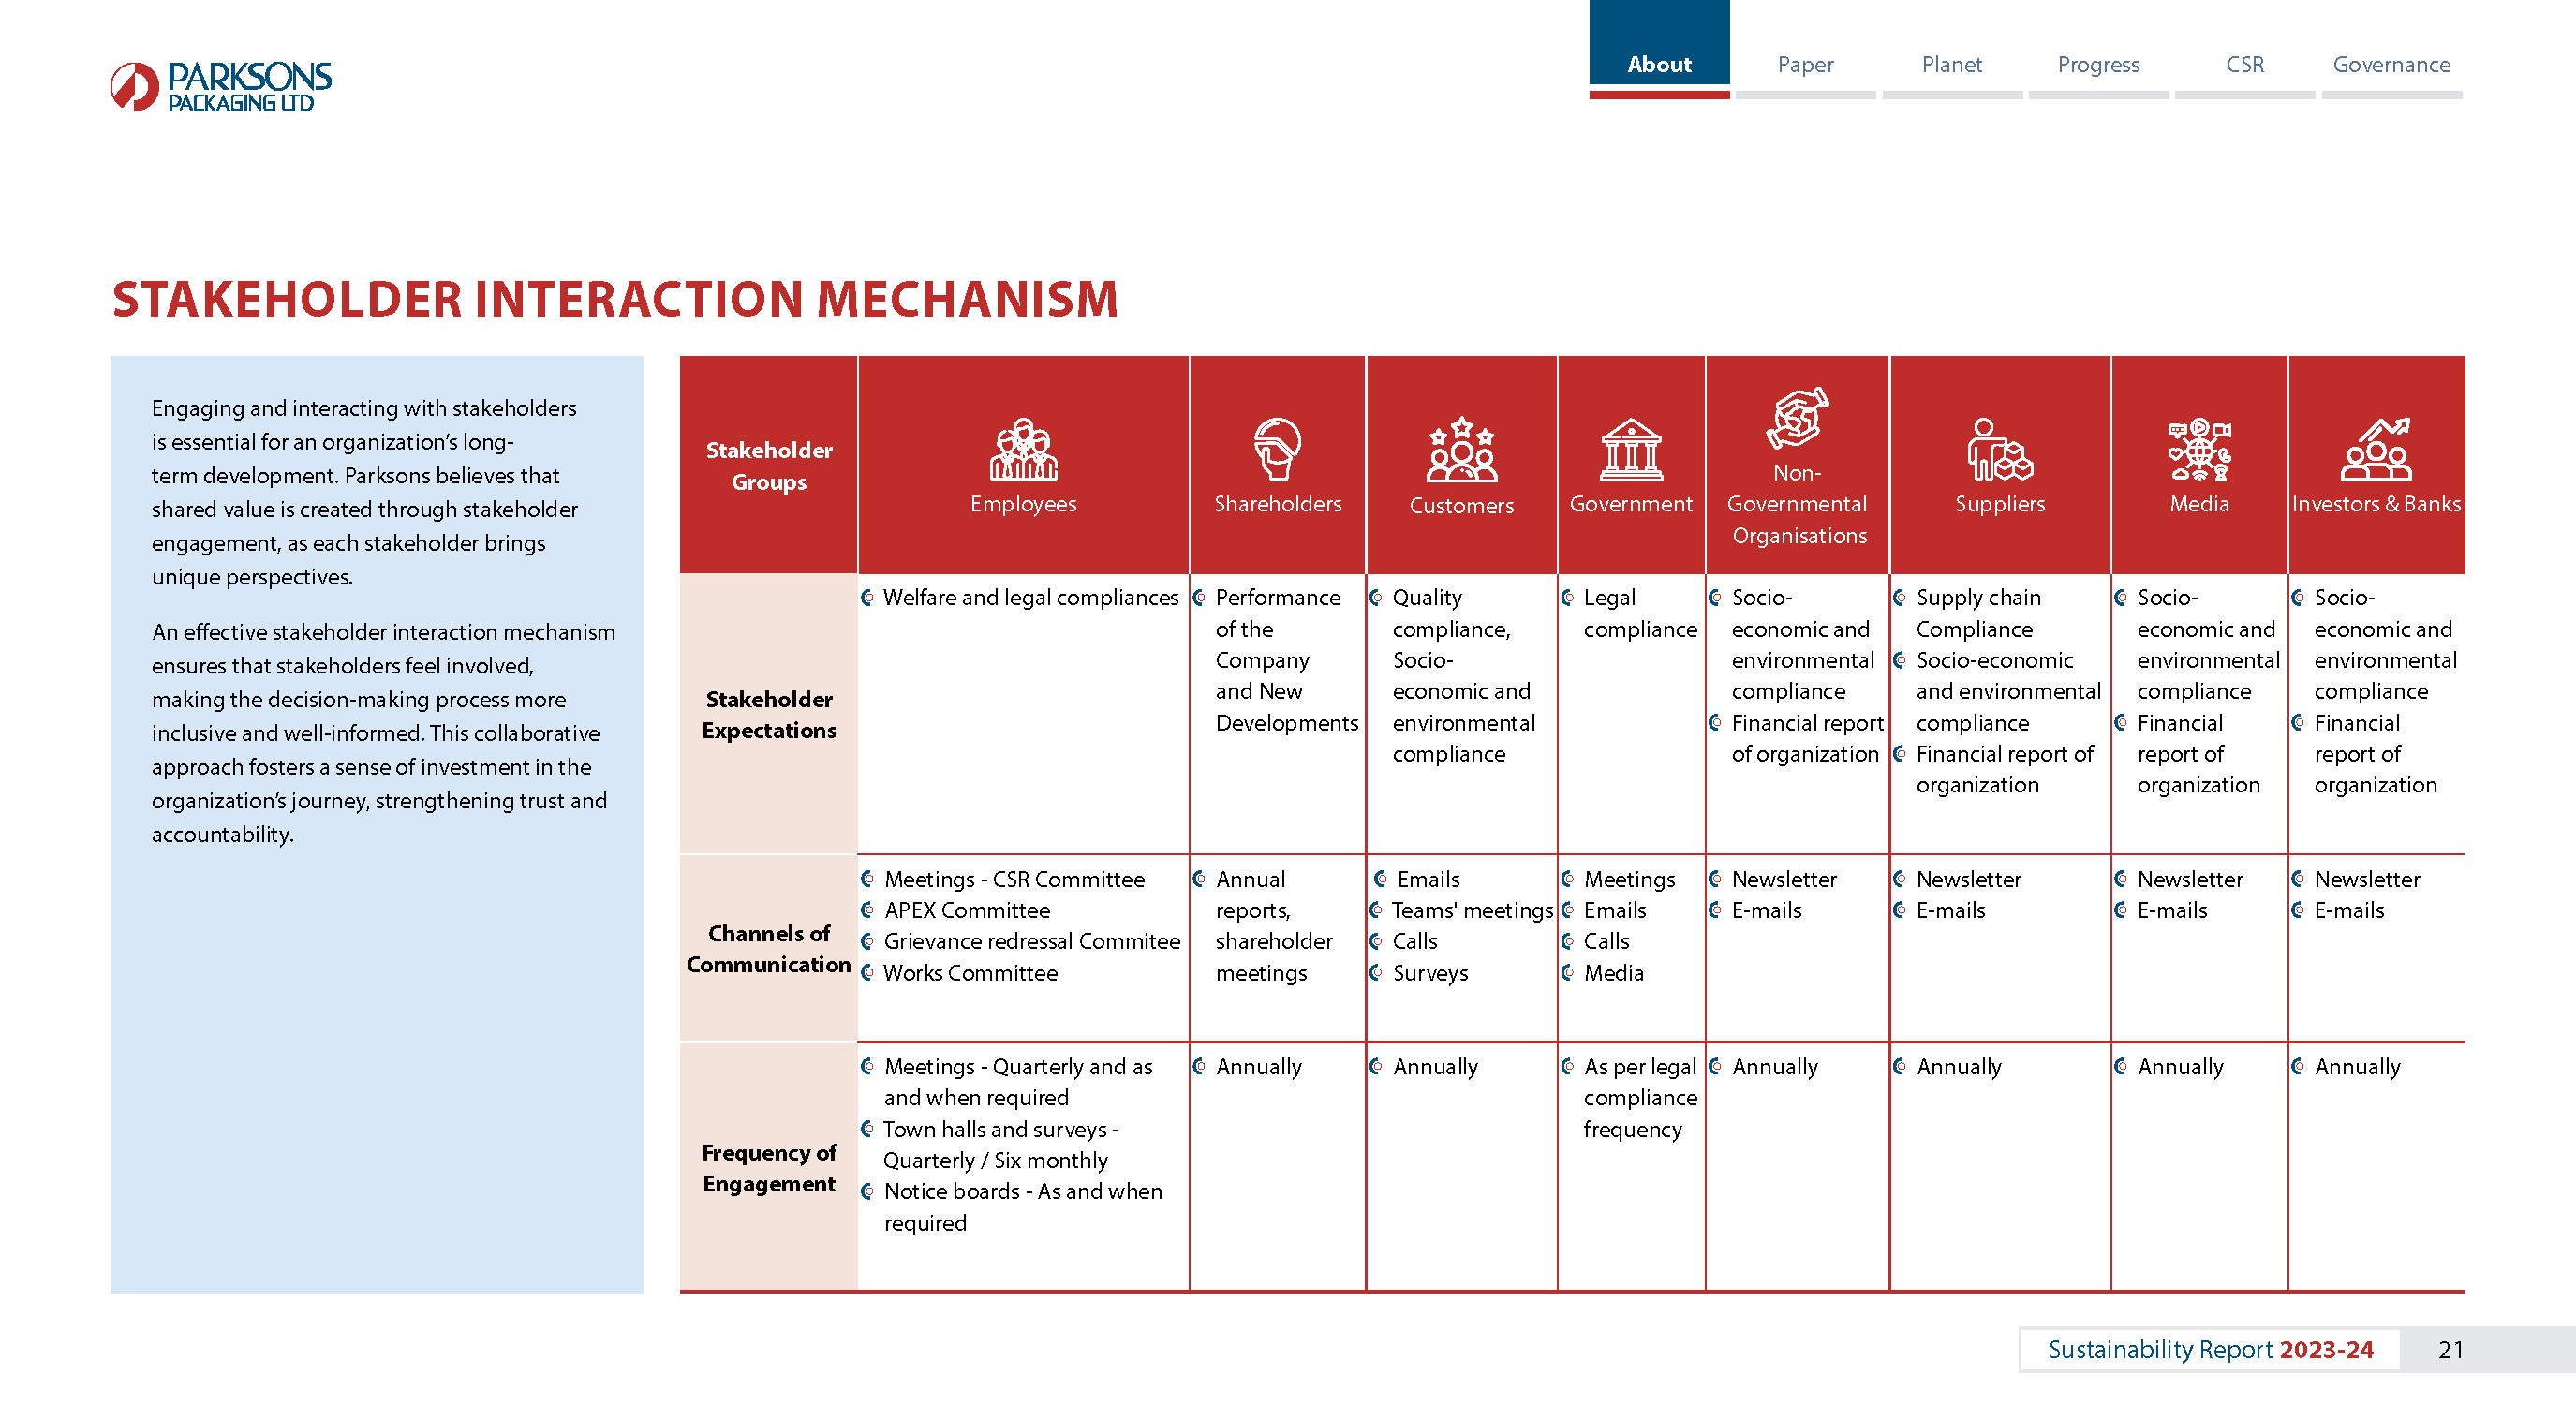 PARKSONS
PACKAGING LTD
About
Paper
Planet
Progress
CSR
Governance
STAKEHOLDER INTERACTION MECHANISM
Engaging and interacting with stakeholders
is essential for an organization’s long-
term development. Parksons believes that
shared value is created through stakeholder
engagement, as each stakeholder brings
unique perspectives.
An effective stakeholder interaction mechanism
ensures that stakeholders feel involved,
making the decision-making process more
inclusive and well-informed. This collaborative
approach fosters a sense of investment in the
organization’s journey, strengthening trust and
accountability.
Stakeholder
Groups
Employees
Shareholders
Customers
Government
Non-
Governmental
Organisations
Suppliers
Media
Investors & Banks
Stakeholder
Expectations
Welfare and legal compliances
Performance
of the
Company
and New
Developments
Quality
compliance,
Socio-
economic and
environmental
compliance
Legal
compliance
Socio-
economic and
environmental
compliance
Financial report
of organization
Supply chain
Compliance
Socio-economic
and environmental
compliance
Financial report of
organization
Socio-
economic and
environmental
compliance
Financial
report of
organization
Socio-
economic and
environmental
compliance
Financial
report of
organization
Channels of
Communication
Meetings - CSR Committee
APEX Committee
Grievance redressal Commitee
Works Committee
Annual
reports,
shareholder
meetings
Emails
Teams' meetings
Calls
Surveys
Meetings
Emails
Calls
Media
Newsletter
E-mails
Newsletter
E-mails
Newsletter
E-mails
Newsletter
E-mails
Frequency of
Engagement
Meetings - Quarterly and as
and when required
Town halls and surveys -
Quarterly / Six monthly
Notice boards - As and when
required
Annually
Annually
As per legal
compliance
frequency
Annually
Annually
Annually
Annually
Sustainability Report 2023-24
21